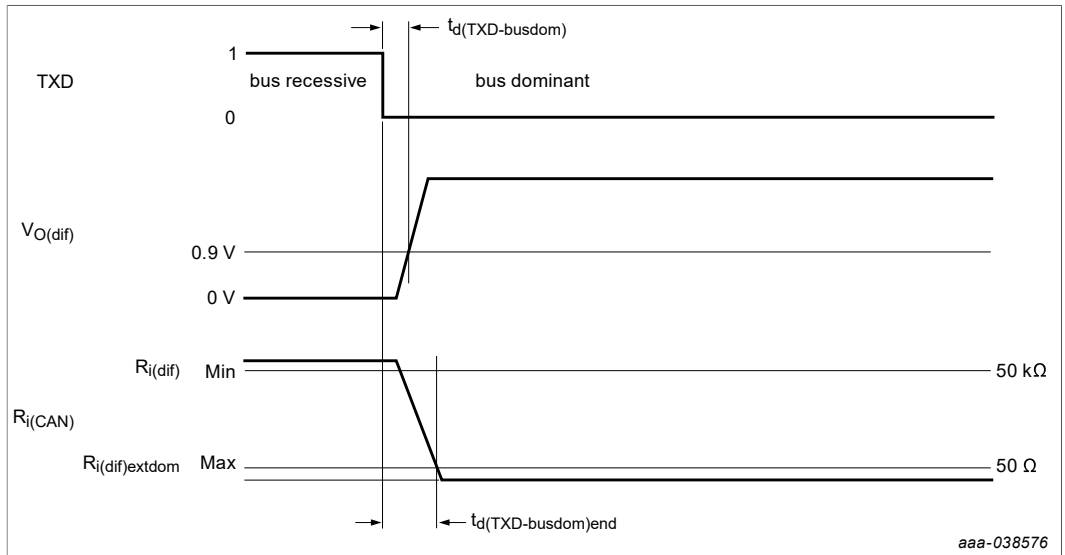 td(TXD-busdom)
1
TXD
bus recessive
bus dominant
0
VO(dif)
0.9 V
0 V
Ri(dif)
Min
50 kΩ
Ri(CAN)
Ri(dif)extdom
Max
50 Ω
td(TXD-busdom)end
aaa-038576